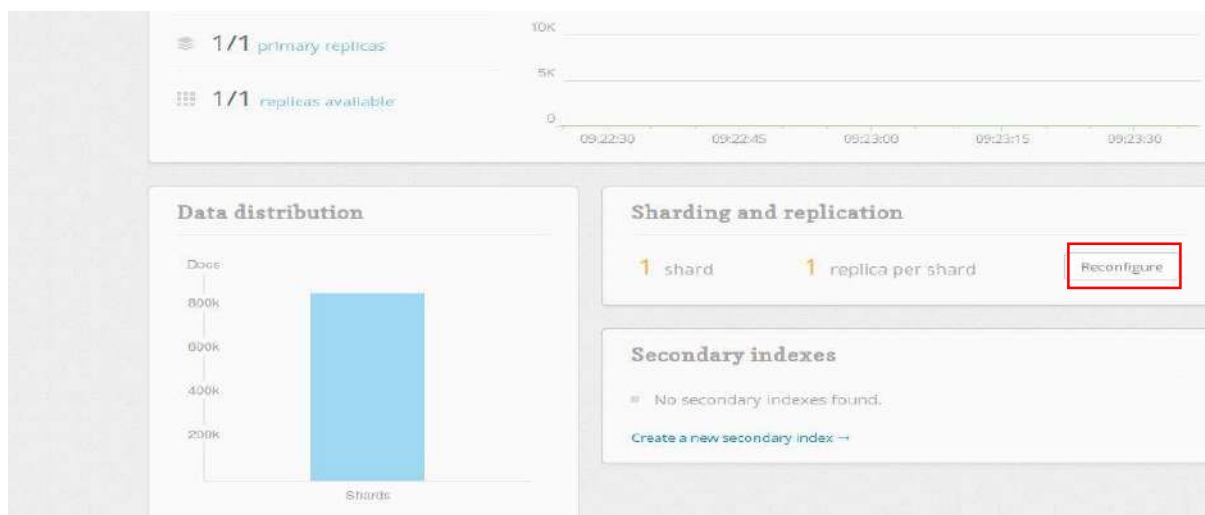 1/1 primary replicas
1/1 replicas available
10K
5K
0
09:22:30 09:22:45 09:23:00 09:23:15 09:23:30
Data distribution
Docs
800k
600k
400k
200k
Shards
Sharding and replication
1 shard 1 replica per shard Reconfigure
Secondary indexes
No secondary indexes found.
Create a new secondary index →